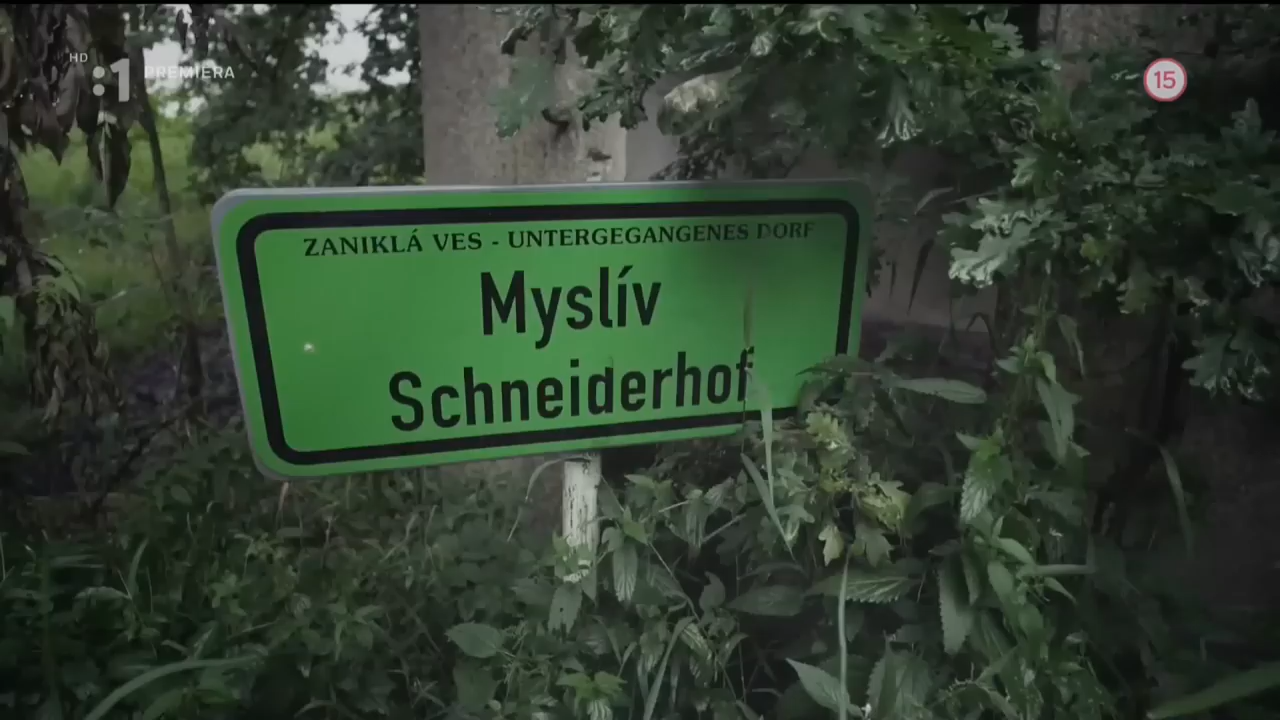 HD
:1 PREMIÉRA
15
ZANIKLÁ VES - UNTERGEGANGENES DORF
Myslív
Schneiderhof